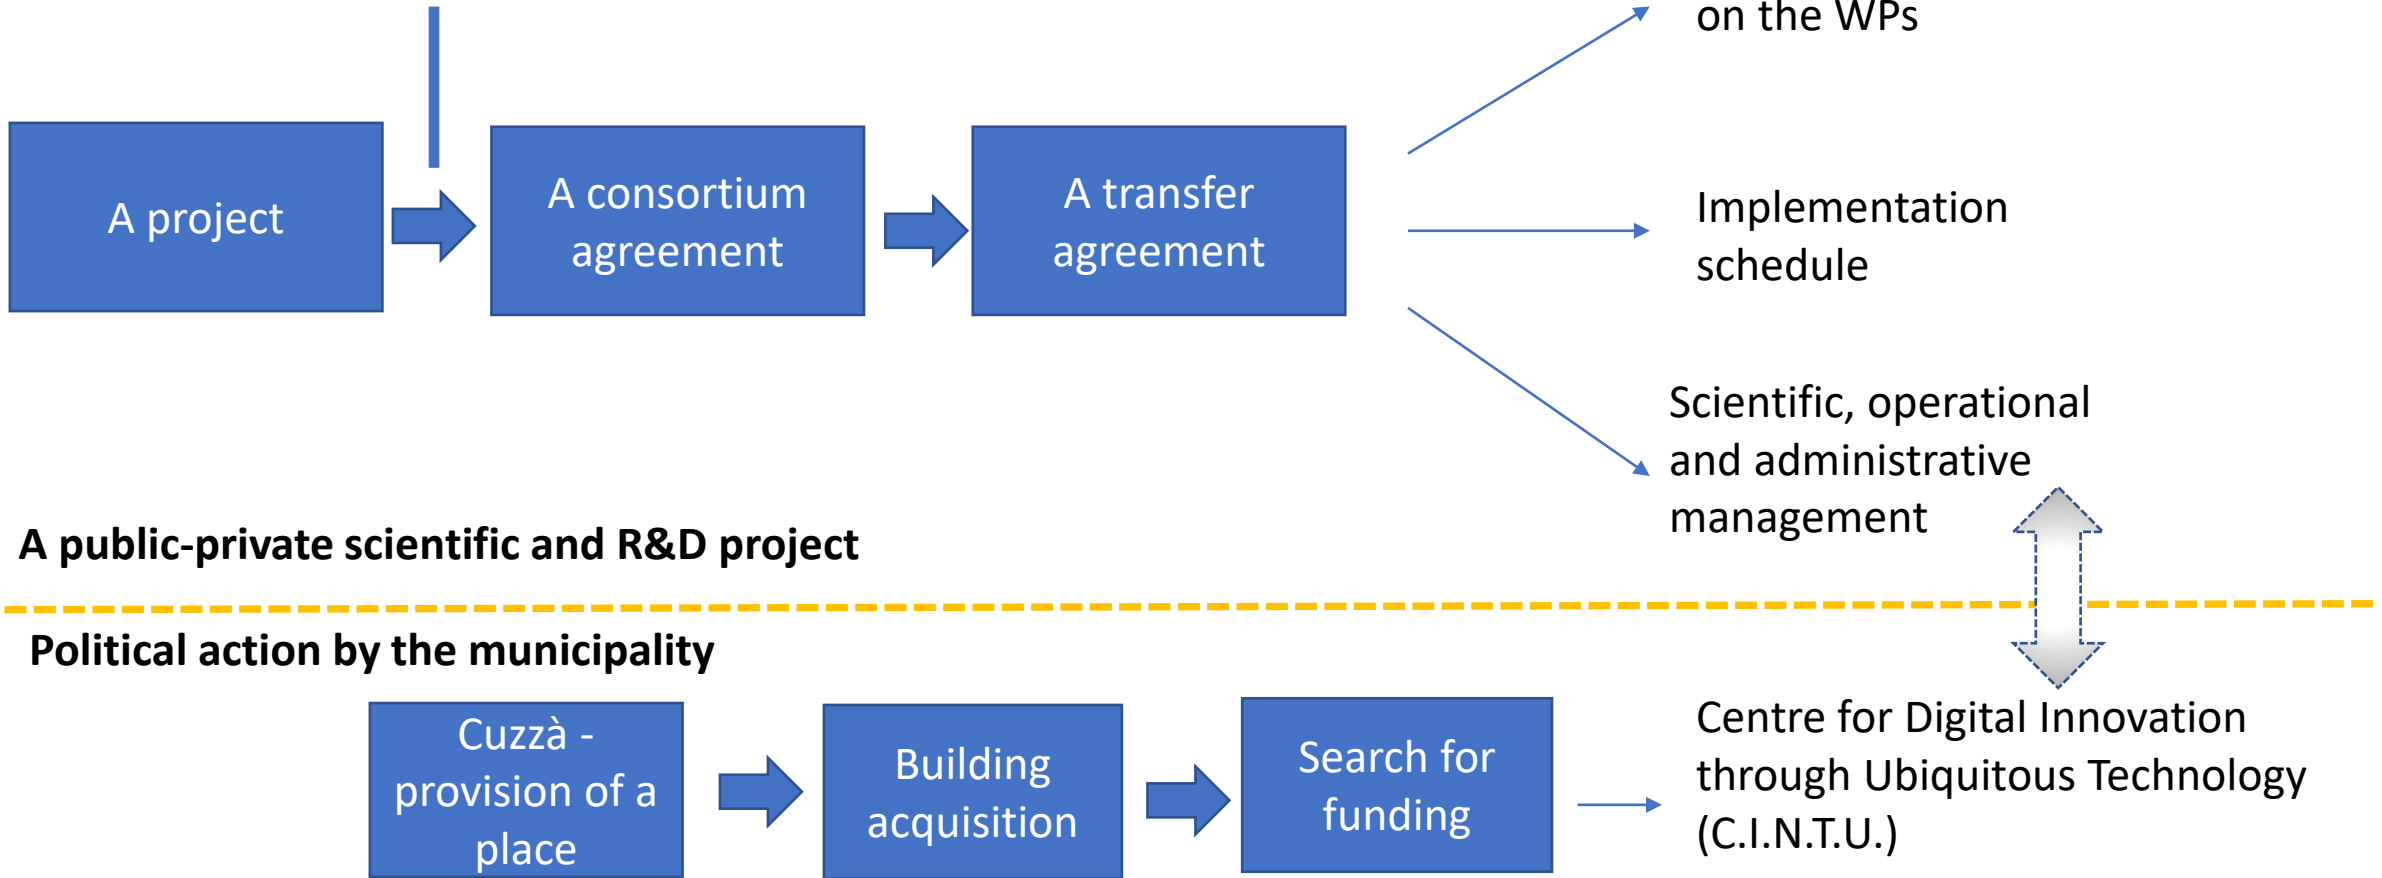 on the WPs
A project
A consortium
agreement
A transfer
agreement
Implementation
schedule
Scientific, operational
and administrative
management
A public-private scientific and R&D project
Political action by the municipality
Cuzzà -
provision of a
place
Building
acquisition
Search for
funding
Centre for Digital Innovation
through Ubiquitous Technology
(C.I.N.T.U.)